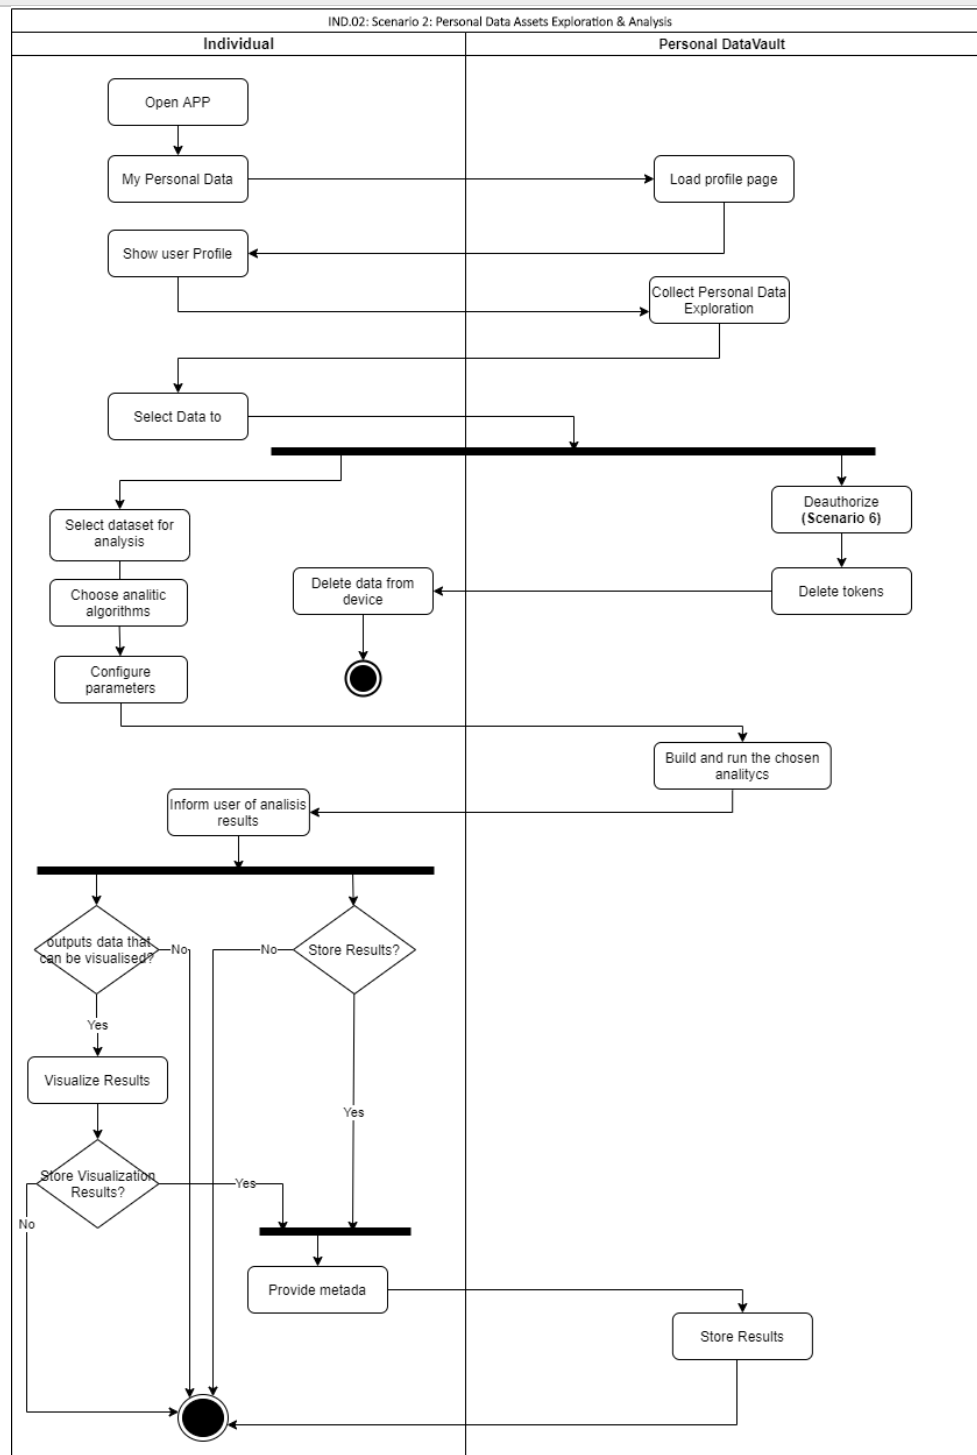 IND.02: Scenario 2: Personal Data Assets Exploration & Analysis
Individual
Personal DataVault
Open APP
My Personal Data
Load profile page
Show user Profile
Collect Personal Data
Exploration
Select Data to
Deauthorize
(Scenario 6)
Select dataset for
analysis
Delete data from
device
Delete tokens
Choose analitic
algorithms
Configure
parameters
Build and run the chosen
analitycs
Inform user of analisis
results
outputs data that
can be visualised?
No
No
Store Results?
Yes
Visualize Results
Yes
Store Visualization
Results?
Yes
No
Provide metada
Store Results